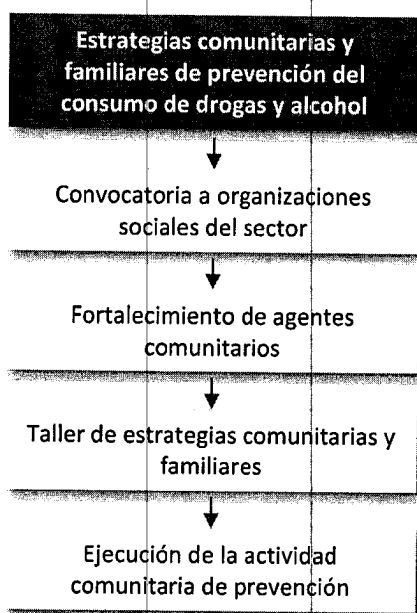 Estrategias comunitarias y
familiares de prevención del
consumo de drogas y alcohol
Convocatoria a organizaciones
sociales del sector
Fortalecimiento de agentes
comunitarios
Taller de estrategias comunitarias y
familiares
Ejecución de la actividad
comunitaria de prevención